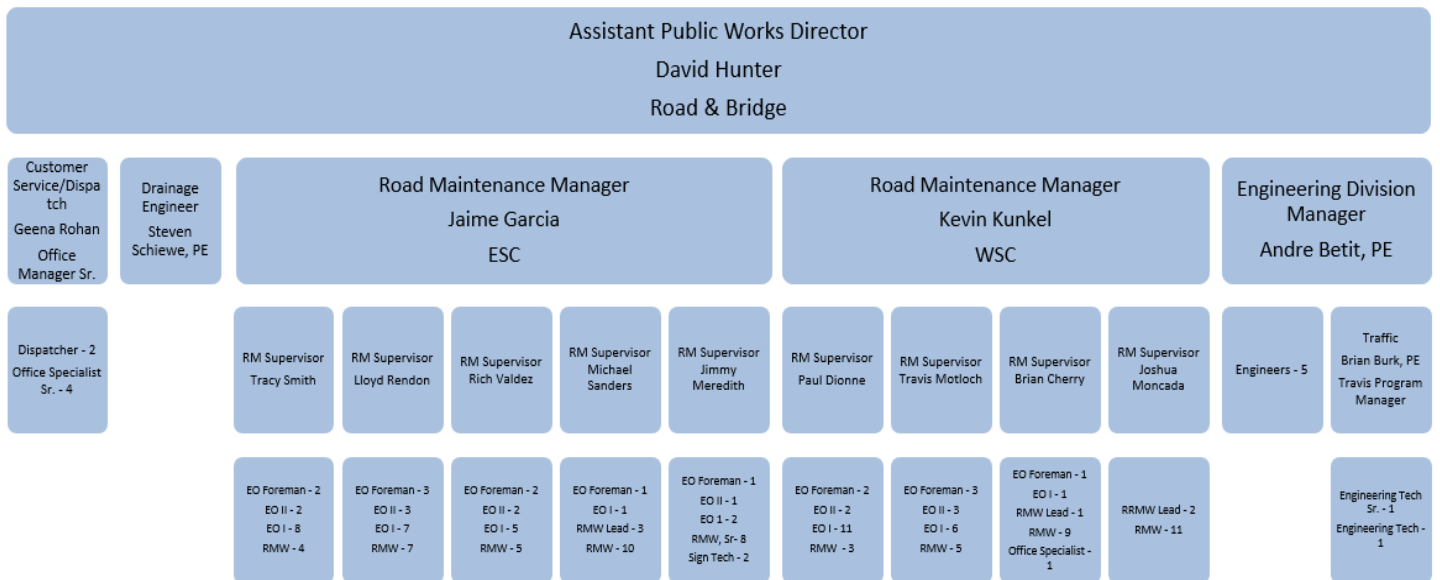 Assistant Public Works Director
David Hunter
Road & Bridge
Customer
Service/Dispa
tch
Geena Rohan
Office
Manager Sr.
Drainage
Engineer
Steven
Schiewe, PE
Road Maintenance Manager
Jaime Garcia
ESC
Road Maintenance Manager
Kevin Kunkel
WSC
Engineering Division
Manager
Andre Betit, PE
Dispatcher - 2
Office Specialist
Sr. - 4
RM Supervisor
Tracy Smith
RM Supervisor
Lloyd Rendon
RM Supervisor
Rich Valdez
RM Supervisor
Michael
Sanders
RM Supervisor
Jimmy
Meredith
RM Supervisor
Paul Dionne
RM Supervisor
Travis Motloch
RM Supervisor
Brian Cherry
RM Supervisor
Joshua
Moncada
Engineers - 5
Traffic
Brian Burk, PE
Travis Program
Manager
EO Foreman - 2
EO II - 2
EO I - 8
RMW - 4
EO Foreman - 3
EO II - 3
EO I - 7
RMW - 7
EO Foreman - 2
EO II - 2
EO I - 5
RMW - 5
EO Foreman - 1
EO I - 1
RMW Lead - 3
RMW - 10
EO Foreman - 1
EO II - 1
EO 1 - 2
RMW, Sr- 8
Sign Tech - 2
EO Foreman - 2
EO II - 2
EO I - 11
RMW - 3
EO Foreman - 3
EO II - 3
EO I - 6
RMW - 5
EO Foreman - 1
EO I - 1
RMW Lead - 1
RMW - 9
Office Specialist -
1
RRMW Lead - 2
RMW - 11
Engineering Tech
Sr. - 1
Engineering Tech -
1